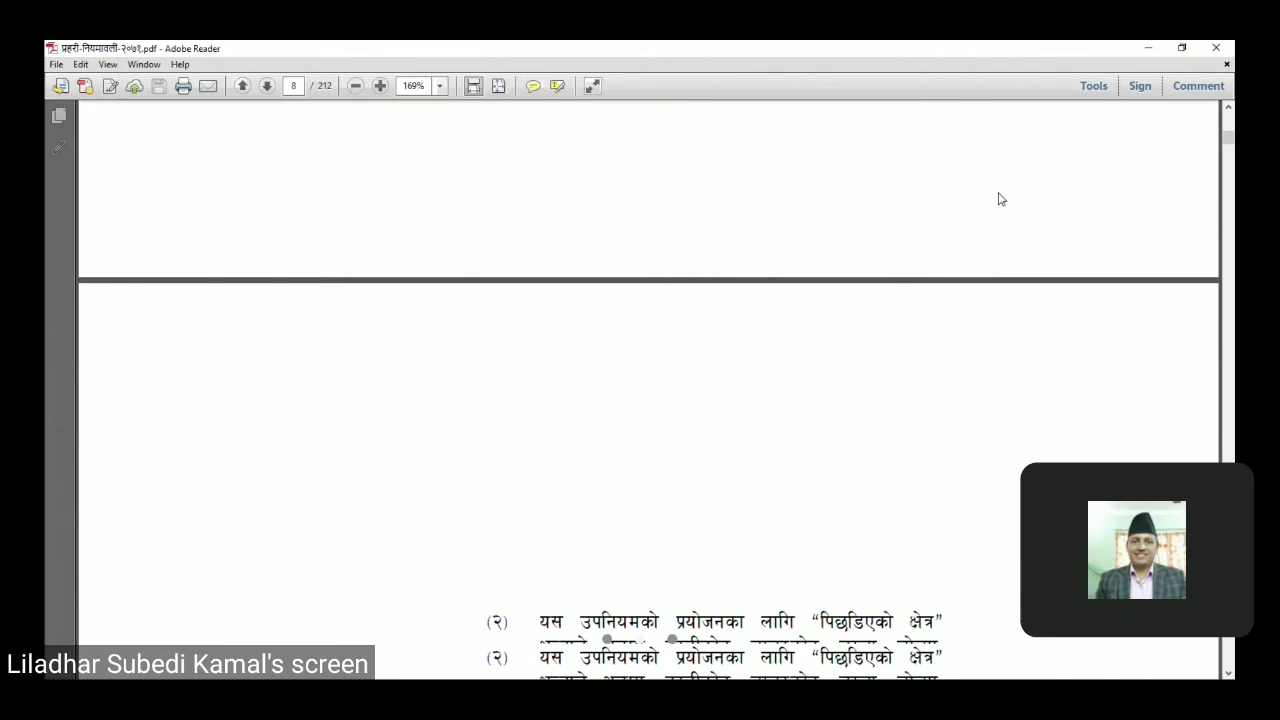 प्रहरी-नियमावली-२०७१.pdf - Adobe Reader
File Edit View Window Help
8 / 212 169% Tools Sign Comment
(२) यस उपनियमको प्रयोजनका लागि “पिछडिएको क्षेत्र”
(२) यस उपनियमको प्रयोजनका लागि “पिछडिएको क्षेत्र”
Liladhar Subedi Kamal's screen